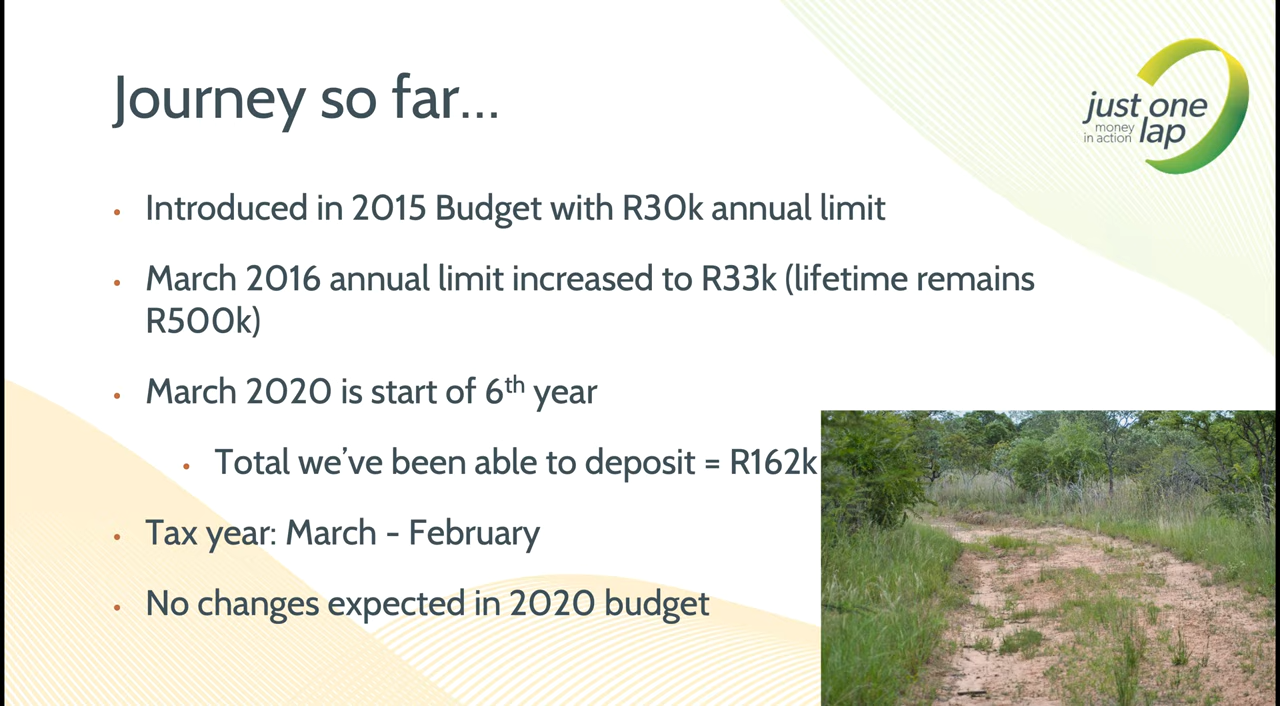 Journey so far...
just one
money
in action lap
• Introduced in 2015 Budget with R30k annual limit
• March 2016 annual limit increased to R33k (lifetime remains
R500k)
• March 2020 is start of 6th year
• Total we've been able to deposit = R162k
• Tax year: March - February
• No changes expected in 2020 budget